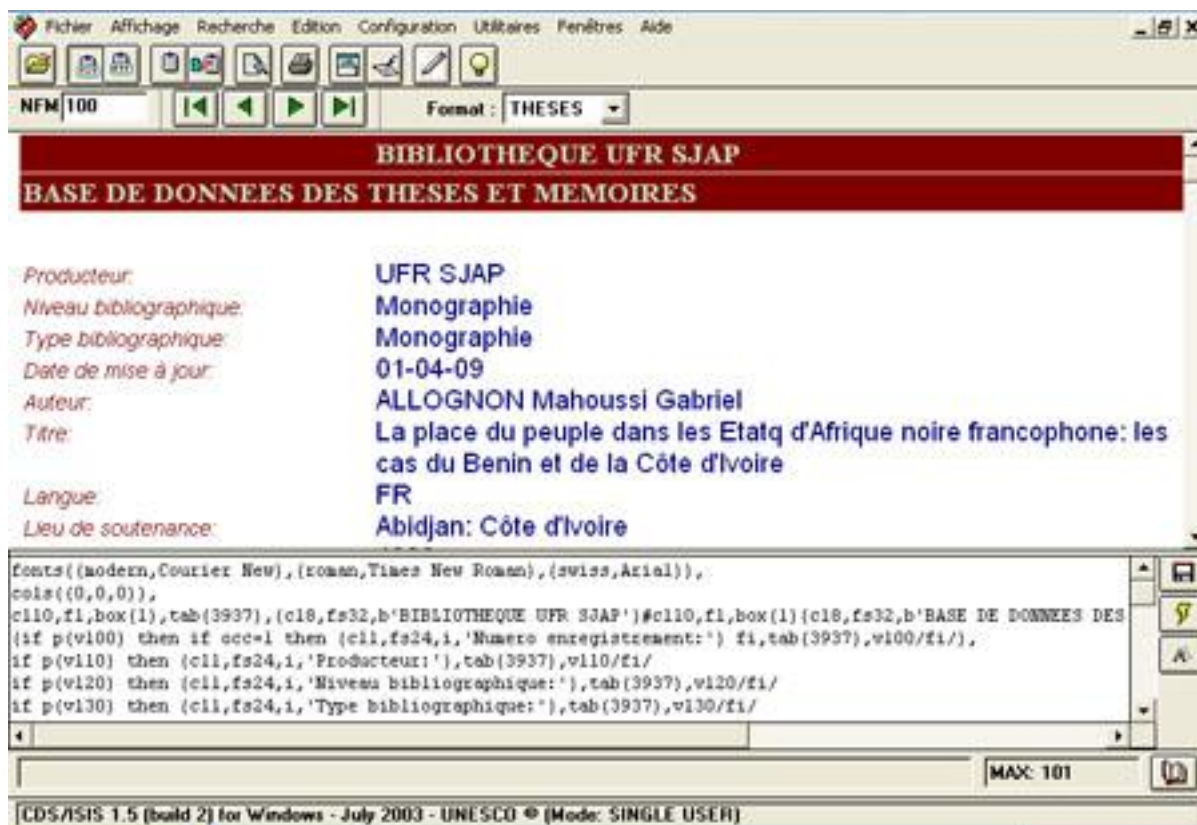 Fichier Affichage Recherche Edition Configuration Utilitaires Fenêtres Aide
NFM 100 Format : THESES
BIBLIOTHEQUE UFR SJAP
BASE DE DONNEES DES THESES ET MEMOIRES
Producteur: UFR SJAP
Niveau bibliographique: Monographie
Type bibliographique: Monographie
Date de mise à jour: 01-04-09
Auteur: ALLOGNON Mahoussi Gabriel
Titre: La place du peuple dans les Etatq d'Afrique noire francophone: les
cas du Benin et de la Côte d'Ivoire
Langue: FR
Lieu de soutenance: Abidjan: Côte d'Ivoire
fonts((modern,Courier New),(roman,Times New Roman),(swiss,Arial)),
cols((0,0,0)),
cl10,f1,box(1),tab(3937),(cl8,fs32,b'BIBLIOTHEQUE UFR SJAP')#cl10,f1,box(1)(cl8,fs32,b'BASE DE DONNEES DES
(if p(v100) then if occ=1 then (cl1,fs24,i,'Numero enregistrement:') fi,tab(3937),v100/fi/),
if p(v110) then (cl1,fs24,i,'Producteur:'),tab(3937),v110/fi/
if p(v120) then (cl1,fs24,i,'Niveau bibliographique:'),tab(3937),v120/fi/
if p(v130) then (cl1,fs24,i,'Type bibliographique:'),tab(3937),v130/fi/
MAX: 101
CDS/ISIS 1.5 (build 2) for Windows - July 2003 - UNESCO © (Mode: SINGLE USER)